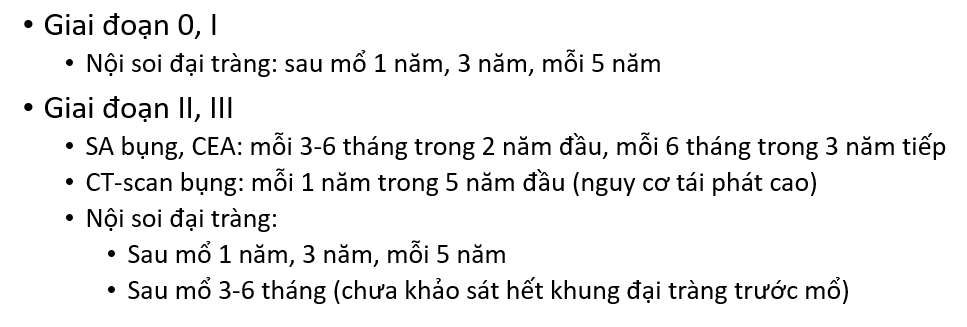 • Giai đoạn 0, I
• Nội soi đại tràng: sau mổ 1 năm, 3 năm, mỗi 5 năm
• Giai đoạn II, III
• SA bụng, CEA: mỗi 3-6 tháng trong 2 năm đầu, mỗi 6 tháng trong 3 năm tiếp
• CT-scan bụng: mỗi 1 năm trong 5 năm đầu (nguy cơ tái phát cao)
• Nội soi đại tràng:
• Sau mổ 1 năm, 3 năm, mỗi 5 năm
• Sau mổ 3-6 tháng (chưa khảo sát hết khung đại tràng trước mổ)